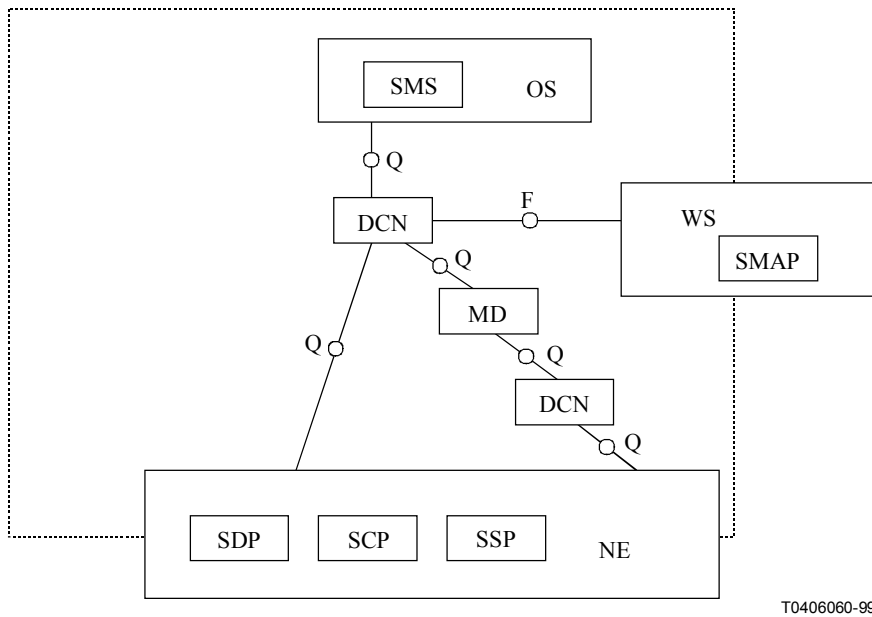 SMS OS
Q
F
DCN
WS
Q
SMAP
MD
Q
Q
DCN
Q
SDP SCP SSP NE
T0406060-99